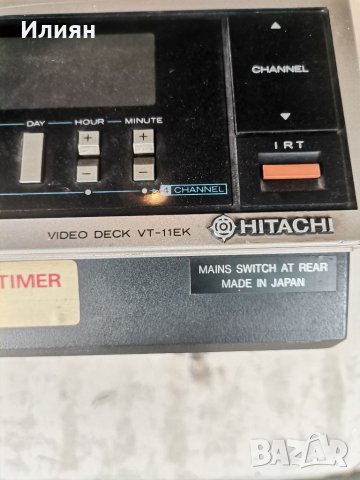 Илиян
CHANNEL
DAY HOUR MINUTE
+ +
IRT
- -
4 CHANNEL
VIDEO DECK VT-11EK HITACHI
TIMER
MAINS SWITCH AT REAR
MADE IN JAPAN
BAZAR